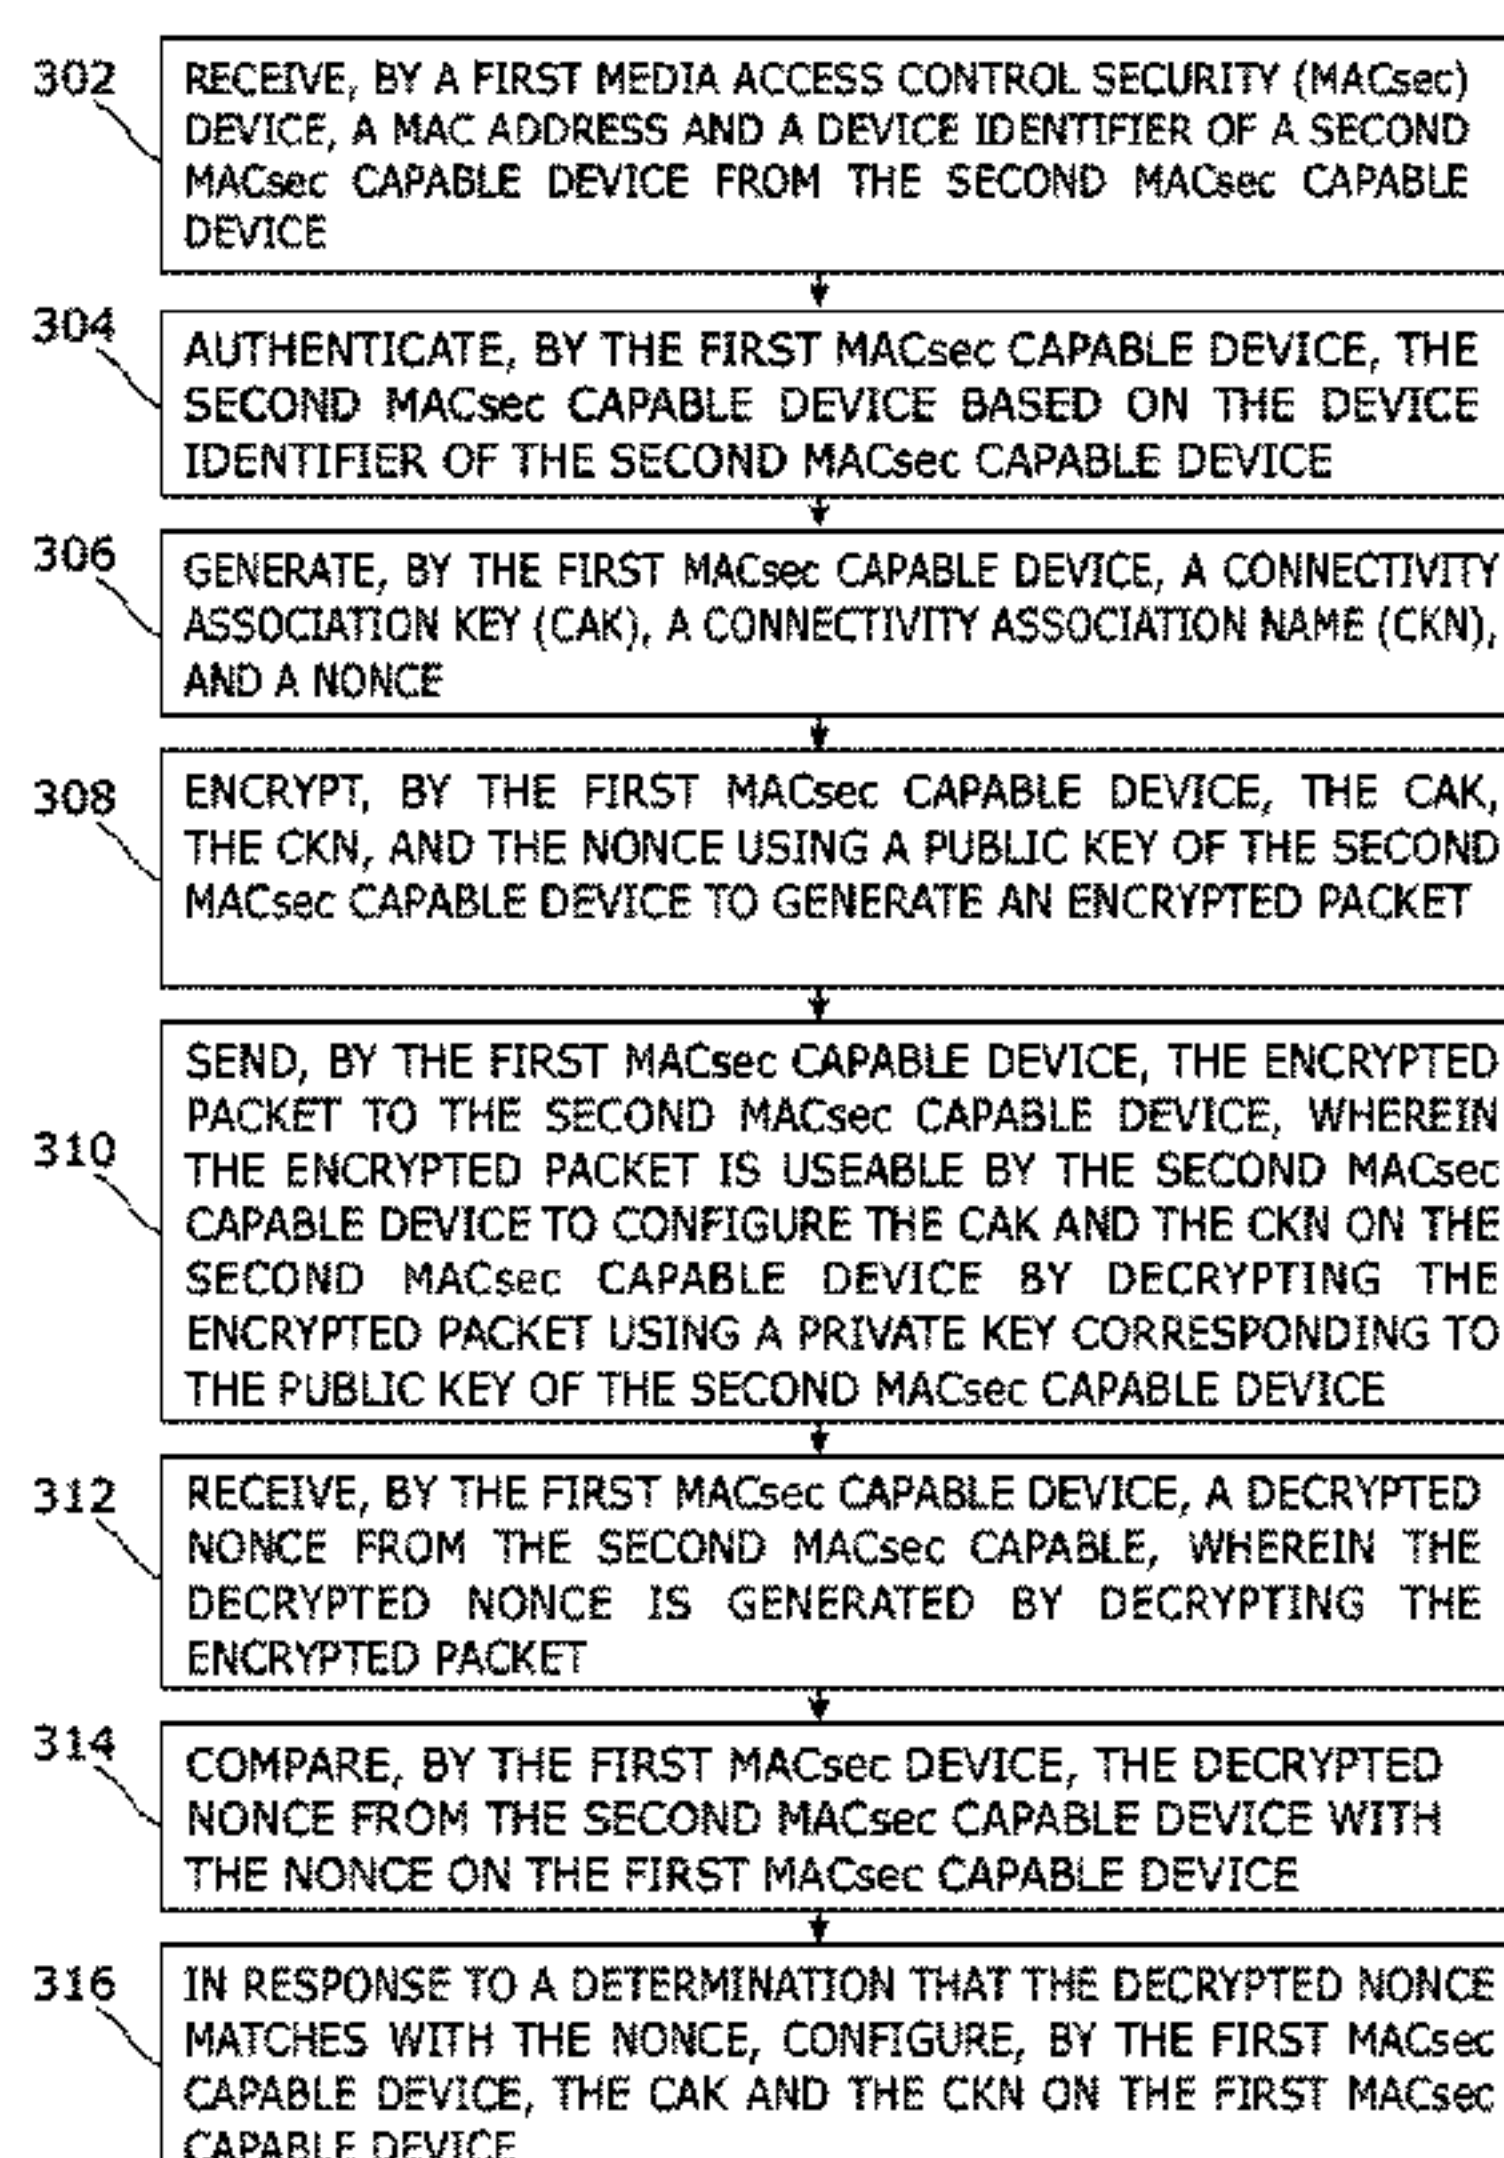 302
RECEIVE, BY A FIRST MEDIA ACCESS CONTROL SECURITY (MACsec)
DEVICE, A MAC ADDRESS AND A DEVICE IDENTIFIER OF A SECOND
MACsec CAPABLE DEVICE FROM THE SECOND MACsec CAPABLE
DEVICE
304
AUTHENTICATE, BY THE FIRST MACsec CAPABLE DEVICE, THE
SECOND MACsec CAPABLE DEVICE BASED ON THE DEVICE
IDENTIFIER OF THE SECOND MACsec CAPABLE DEVICE
306
GENERATE, BY THE FIRST MACsec CAPABLE DEVICE, A CONNECTIVITY
ASSOCIATION KEY (CAK), A CONNECTIVITY ASSOCIATION NAME (CKN),
AND A NONCE
308
ENCRYPT, BY THE FIRST MACsec CAPABLE DEVICE, THE CAK,
THE CKN, AND THE NONCE USING A PUBLIC KEY OF THE SECOND
MACsec CAPABLE DEVICE TO GENERATE AN ENCRYPTED PACKET
310
SEND, BY THE FIRST MACsec CAPABLE DEVICE, THE ENCRYPTED
PACKET TO THE SECOND MACsec CAPABLE DEVICE, WHEREIN
THE ENCRYPTED PACKET IS USEABLE BY THE SECOND MACsec
CAPABLE DEVICE TO CONFIGURE THE CAK AND THE CKN ON THE
SECOND MACsec CAPABLE DEVICE BY DECRYPTING THE
ENCRYPTED PACKET USING A PRIVATE KEY CORRESPONDING TO
THE PUBLIC KEY OF THE SECOND MACsec CAPABLE DEVICE
312
RECEIVE, BY THE FIRST MACsec CAPABLE DEVICE, A DECRYPTED
NONCE FROM THE SECOND MACsec CAPABLE, WHEREIN THE
DECRYPTED NONCE IS GENERATED BY DECRYPTING THE
ENCRYPTED PACKET
314
COMPARE, BY THE FIRST MACsec DEVICE, THE DECRYPTED
NONCE FROM THE SECOND MACsec CAPABLE DEVICE WITH
THE NONCE ON THE FIRST MACsec CAPABLE DEVICE
316
IN RESPONSE TO A DETERMINATION THAT THE DECRYPTED NONCE
MATCHES WITH THE NONCE, CONFIGURE, BY THE FIRST MACsec
CAPABLE DEVICE, THE CAK AND THE CKN ON THE FIRST MACsec
CAPABLE DEVICE